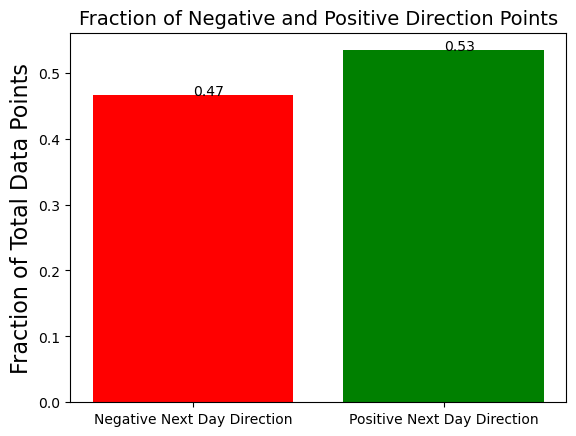 Fraction of Negative and Positive Direction Points
Fraction of Total Data Points
0.5
0.4
0.3
0.2
0.1
0.0
0.47
0.53
Negative Next Day Direction
Positive Next Day Direction